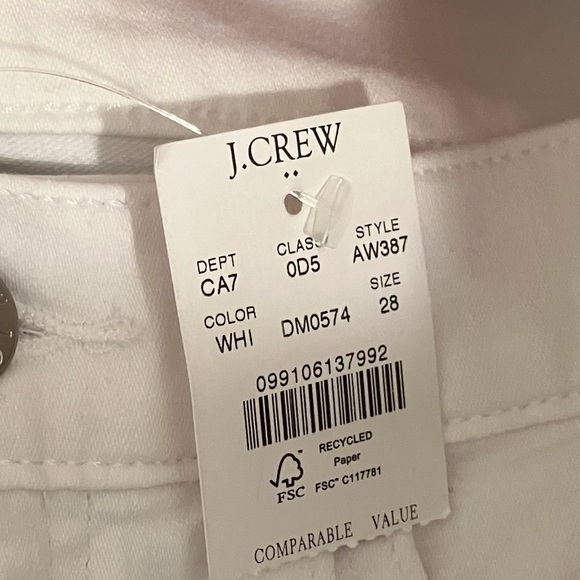 J.CREW
DEPT CLASS STYLE
CA7 0D5 AW387
COLOR SIZE
WHI DM0574 28
099106137992
RECYCLED
Paper
FSC™ C117781
FSC
COMPARABLE VALUE